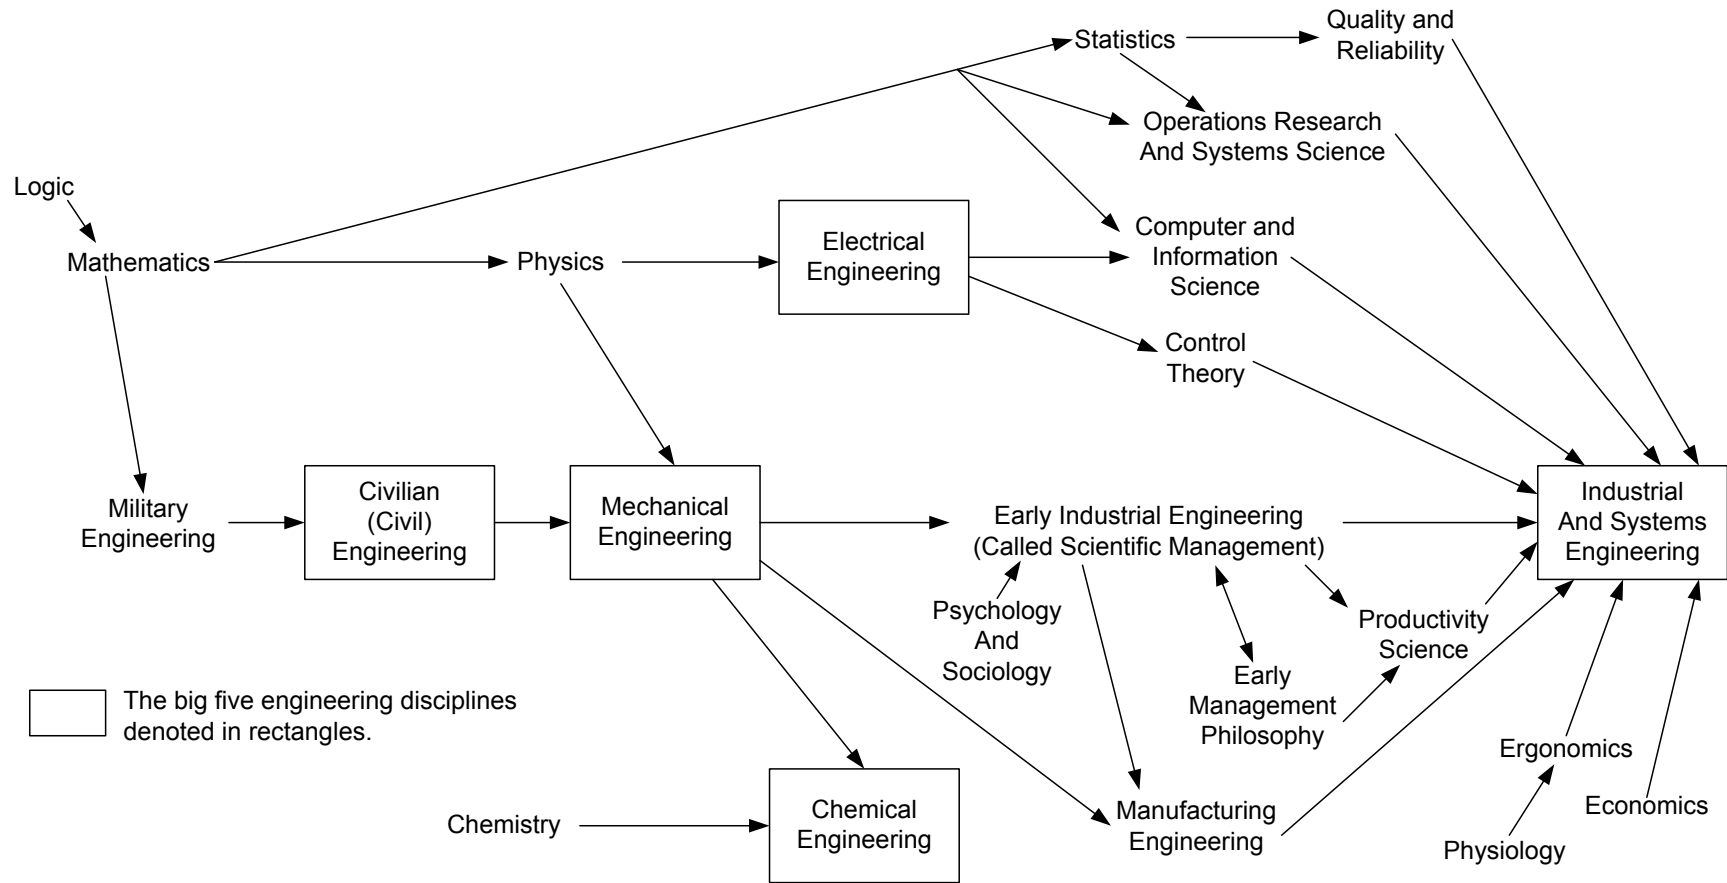 Quality and
Reliability
Statistics
Operations Research
And Systems Science
Logic
Mathematics
Physics
Electrical
Engineering
Computer and
Information
Science
Control
Theory
Military
Engineering
Civilian
(Civil)
Engineering
Mechanical
Engineering
Early Industrial Engineering
(Called Scientific Management)
Industrial
And Systems
Engineering
Psychology
And
Sociology
Productivity
Science
Early
Management
Philosophy
The big five engineering disciplines
denoted in rectangles.
Ergonomics
Economics
Chemistry
Chemical
Engineering
Manufacturing
Engineering
Physiology